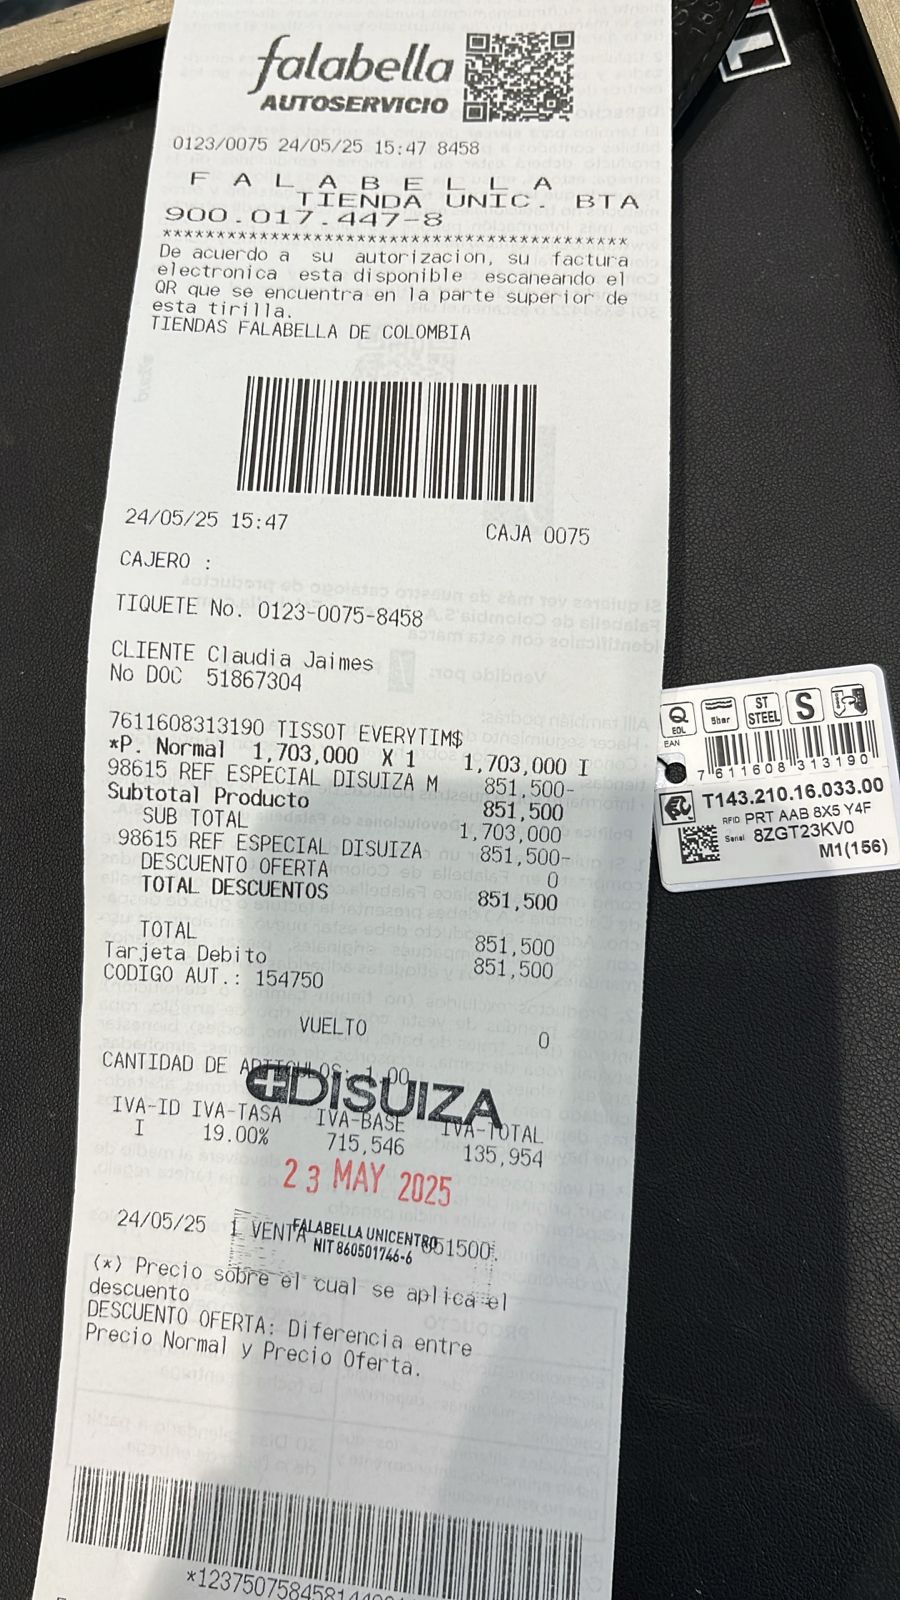 falabella
AUTOSERVICIO
0123/0075 24/05/25 15:47 8458
F A L A B E L L A
TIENDA UNIC. BTA
900.017.447-8
*******************************************
De acuerdo a su autorizacion, su factura
electronica esta disponible escaneando el
QR que se encuentra en la parte superior de
esta tirilla.
TIENDAS FALABELLA DE COLOMBIA
24/05/25 15:47 CAJA 0075
CAJERO :
TIQUETE No. 0123-0075-8458
CLIENTE Claudia Jaimes
No DOC 51867304
7611608313190 TISSOT EVERYTIM$
*P. Normal 1,703,000 X 1 1,703,000 I
98615 REF ESPECIAL DISUIZA M 851,500-
Subtotal Producto 851,500
SUB TOTAL 1,703,000
98615 REF ESPECIAL DISUIZA 851,500-
DESCUENTO OFERTA 0
TOTAL DESCUENTOS 851,500
TOTAL 851,500
Tarjeta Debito 851,500
CODIGO AUT.: 154750
VUELTO 0
CANTIDAD DE ARTICULOS: 1.00
DISUIZA
IVA-ID IVA-TASA IVA-BASE IVA-TOTAL
I 19.00% 715,546 135,954
23 MAY 2025
24/05/25 1 VENTA 851500.
FALABELLA UNICENTRO
NIT 860501746-6
(*) Precio sobre el cual se aplica el
descuento
DESCUENTO OFERTA: Diferencia entre
Precio Normal y Precio Oferta.
Q
EOL
5bar
ST
STEEL
S
EAN
7 611608 313190
T143.210.16.033.00
RFID PRT AAB 8X5 Y4F
Serial 8ZGT23KV0
M1(156)